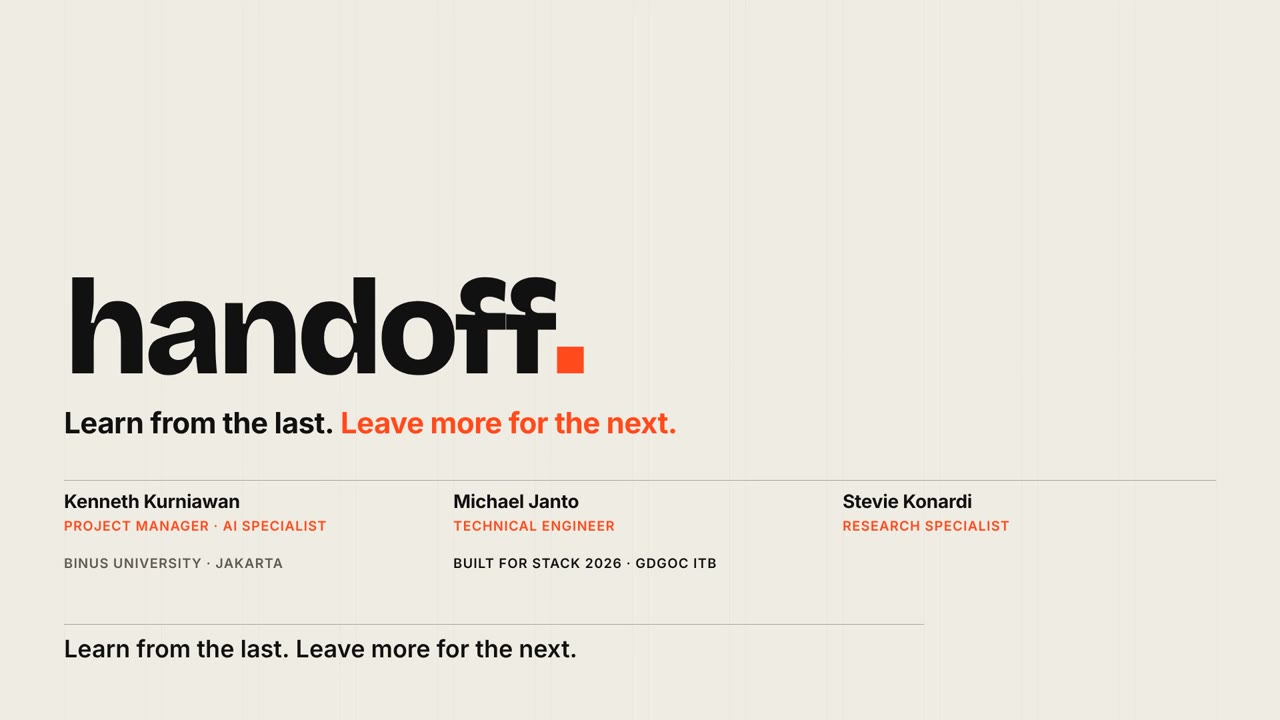 handoff.
Learn from the last. Leave more for the next.
Kenneth Kurniawan
PROJECT MANAGER · AI SPECIALIST
Michael Janto
TECHNICAL ENGINEER
Stevie Konardi
RESEARCH SPECIALIST
BINUS UNIVERSITY · JAKARTA
BUILT FOR STACK 2026 · GDGOC ITB
Learn from the last. Leave more for the next.